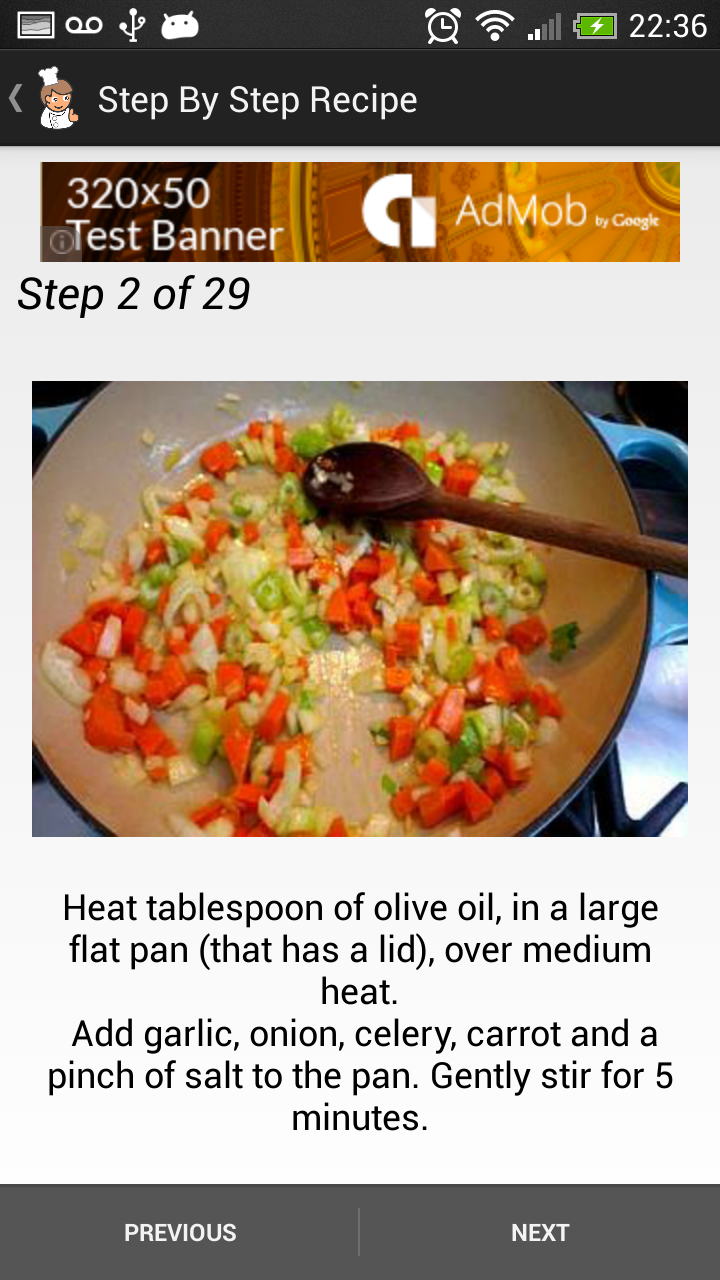 22:36
Step By Step Recipe
320x50
Test Banner
AdMob by Google
Step 2 of 29
Heat tablespoon of olive oil, in a large
flat pan (that has a lid), over medium
heat.
Add garlic, onion, celery, carrot and a
pinch of salt to the pan. Gently stir for 5
minutes.
PREVIOUS
NEXT